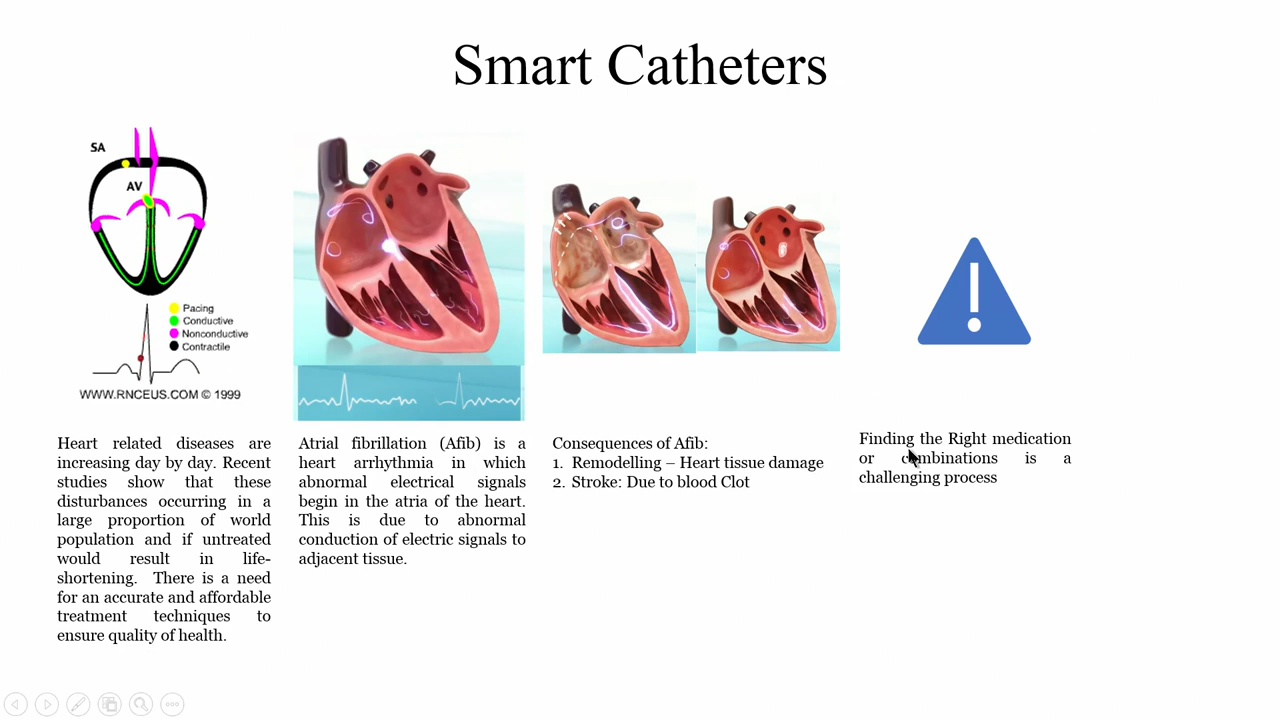 Smart Catheters
SA
AV
Pacing
Conductive
Nonconductive
Contractile
WWW.RNCEUS.COM © 1999
Heart related diseases are
increasing day by day. Recent
studies show that these
disturbances occurring in a
large proportion of world
population and if untreated
would result in life-
shortening. There is a need
for an accurate and affordable
treatment techniques to
ensure quality of health.
Atrial fibrillation (Afib) is a
heart arrhythmia in which
abnormal electrical signals
begin in the atria of the heart.
This is due to abnormal
conduction of electric signals to
adjacent tissue.
Consequences of Afib:
1. Remodelling – Heart tissue damage
2. Stroke: Due to blood Clot
Finding the Right medication
or combinations is a
challenging process